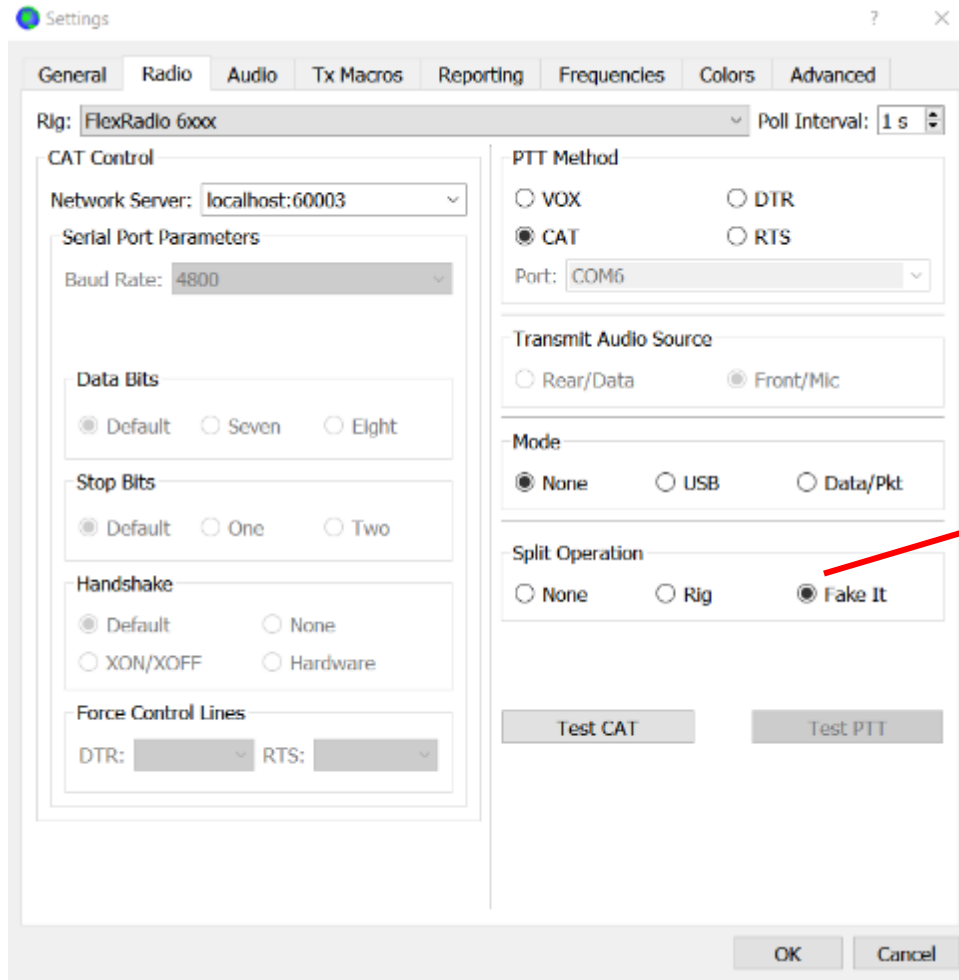 Settings
General Radio Audio Tx Macros Reporting Frequencies Colors Advanced
Rig: FlexRadio 6xxx Poll Interval: 1 s
CAT Control
Network Server: localhost:60003
Serial Port Parameters
Baud Rate: 4800
Data Bits
Default Seven Eight
Stop Bits
Default One Two
Handshake
Default None
XON/XOFF Hardware
Force Control Lines
DTR: RTS:
PTT Method
VOX DTR
CAT RTS
Port: COM6
Transmit Audio Source
Rear/Data Front/Mic
Mode
None USB Data/Pkt
Split Operation
None Rig Fake It
Test CAT Test PTT
OK Cancel